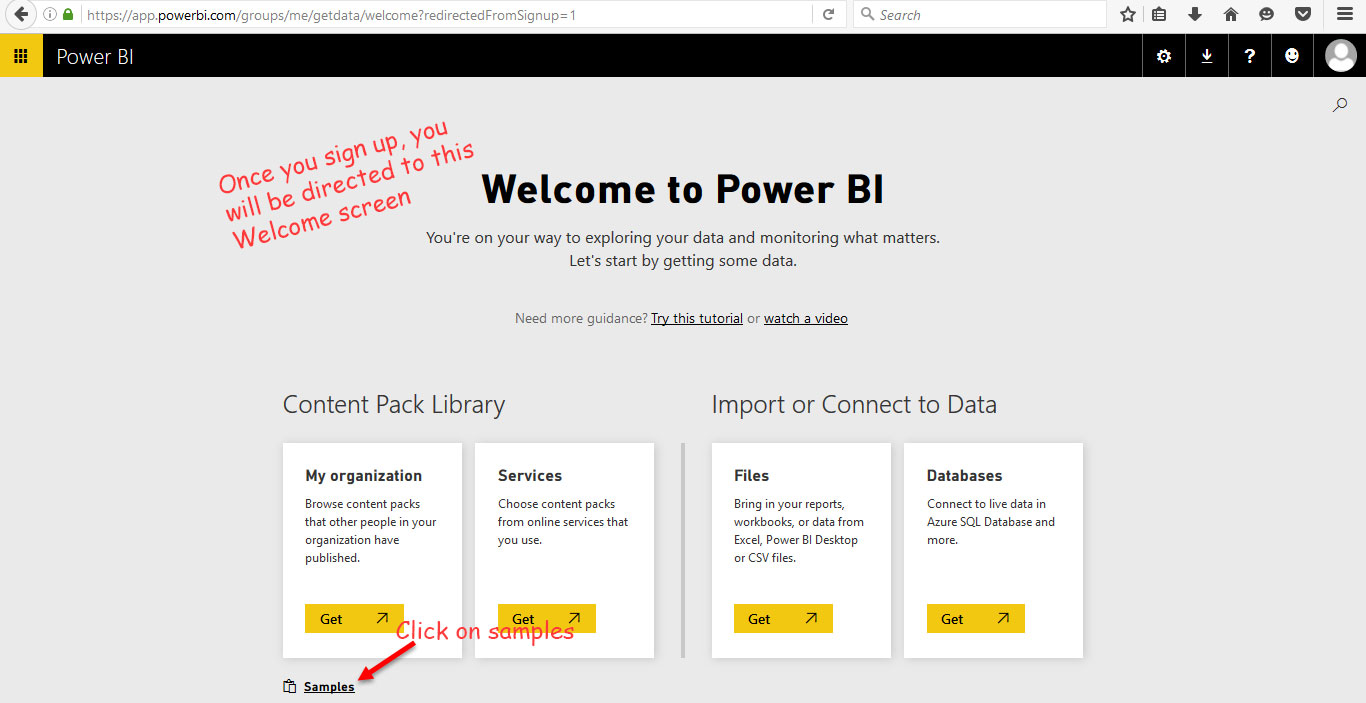 https://app.powerbi.com/groups/me/getdata/welcome?redirectedFromSignup=1
Search
Power BI
?
Once you sign up, you
will be directed to this
Welcome screen
Welcome to Power BI
You're on your way to exploring your data and monitoring what matters.
Let's start by getting some data.
Need more guidance? Try this tutorial or watch a video
Content Pack Library
My organization
Browse content packs
that other people in your
organization have
published.
Get
Services
Choose content packs
from online services that
you use.
Get
Import or Connect to Data
Files
Bring in your reports,
workbooks, or data from
Excel, Power BI Desktop
or CSV files.
Get
Databases
Connect to live data in
Azure SQL Database and
more.
Get
Click on samples
Samples